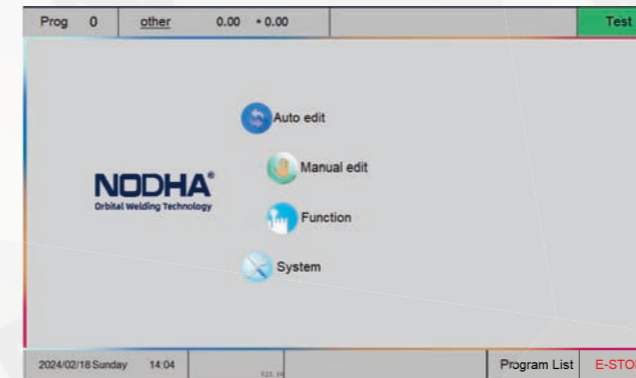 Prog 0 other 0.00 * 0.00 Test
Auto edit
Manual edit
NODHA®
Orbital Welding Technology
Function
System
2024/02/18 Sunday 14:04 Program List E-STO